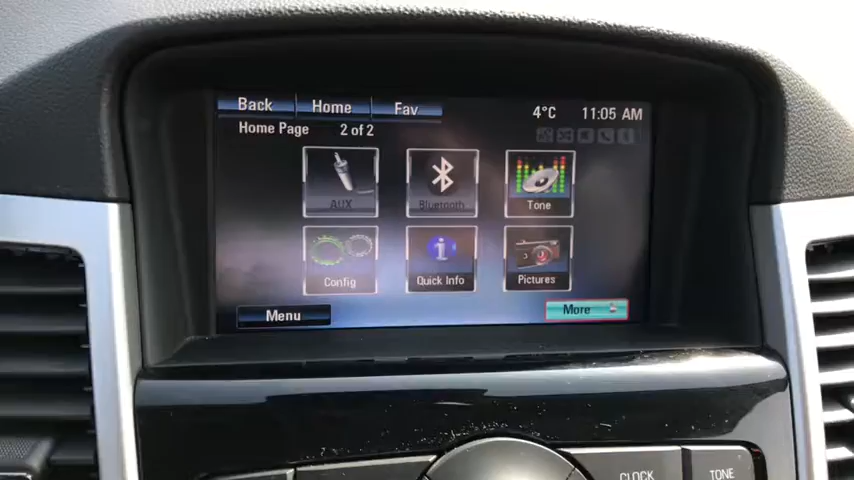 Back Home Fav 4°C 11:05 AM
Home Page 2 of 2
AUX Bluetooth Tone
Config Quick Info Pictures
Menu More
CLOCK TONE